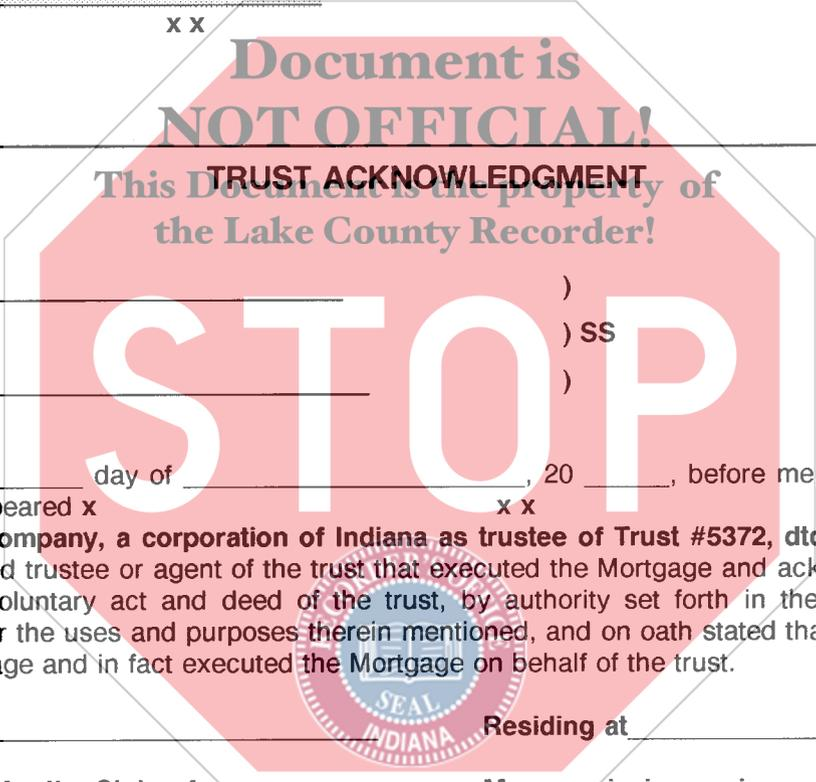 x x
Document is
NOT OFFICIAL!
TRUST ACKNOWLEDGMENT
This Document is the property of
the Lake County Recorder!
)
) SS
)
STOP
day of , 20 , before me
eared x x x
ompany, a corporation of Indiana as trustee of Trust #5372, dtd
d trustee or agent of the trust that executed the Mortgage and ack
oluntary act and deed of the trust, by authority set forth in the
r the uses and purposes therein mentioned, and on oath stated tha
ge and in fact executed the Mortgage on behalf of the trust.
SEAL
INDIANA
Residing at